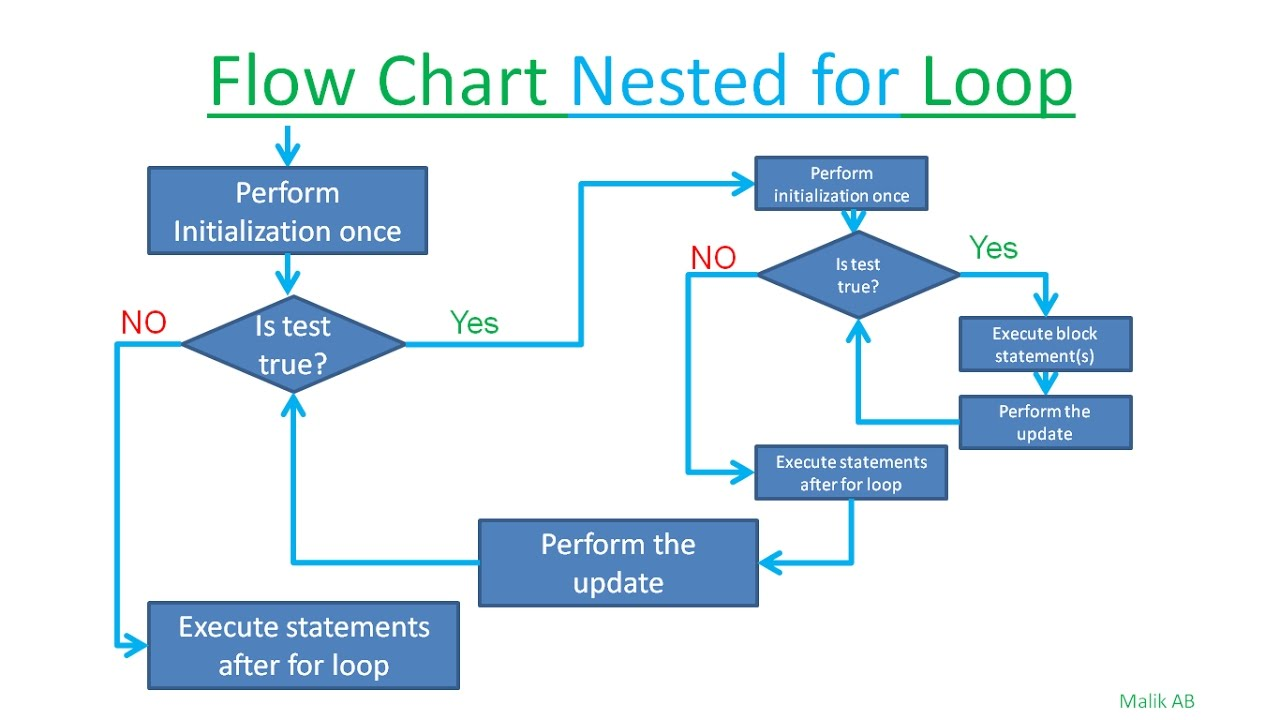 Flow Chart Nested for Loop
Perform
Initialization once
NO
Is test
true?
Yes
Perform
initialization once
NO
Is test
true?
Yes
Execute block
statement(s)
Perform the
update
Execute statements
after for loop
Perform the
update
Execute statements
after for loop
Malik AB